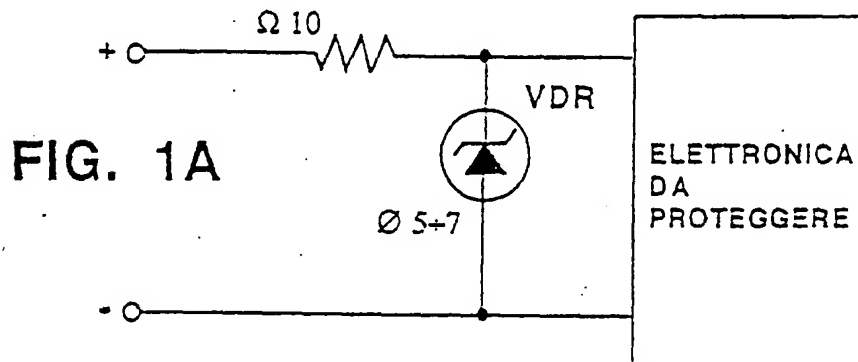 Ω 10
+
VDR
FIG. 1A
ELETTRONICA
DA
PROTEGGERE
Ø 5÷7
-